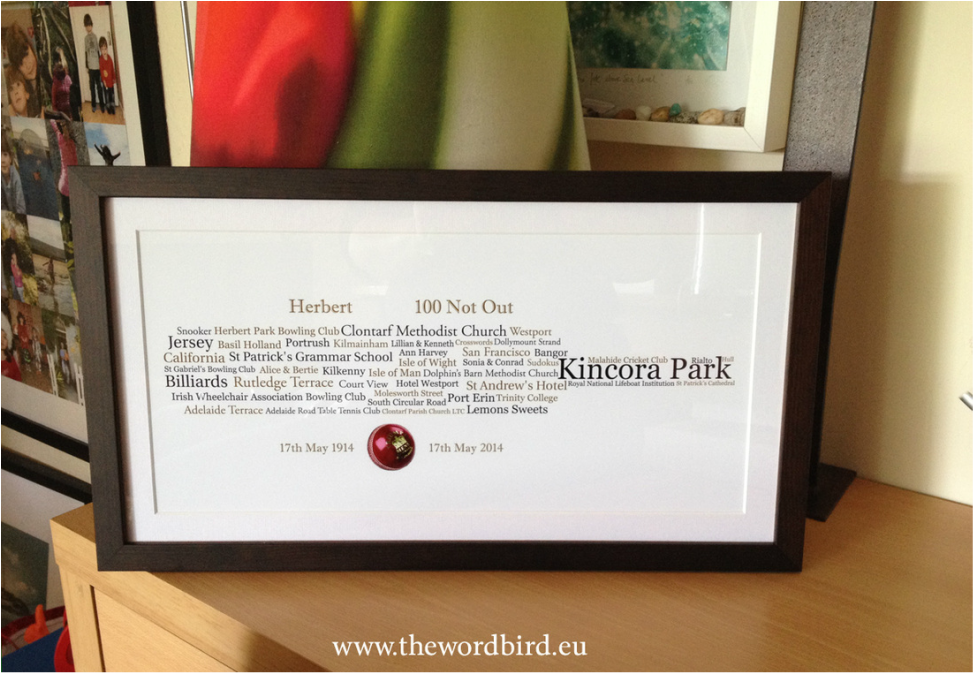 Herbert 100 Not Out
Snooker Herbert Park Bowling Club Clontarf Methodist Church Westport
Jersey Basil Holland Portrush Kilmainham Lillian & Kenneth Crosswords Dollymount Strand
California St Patrick's Grammar School Ann Harvey San Francisco Bangor
Isle of Wight Sonia & Conrad Sudokus
Kincora Park
Malahide Cricket Club Rialto Hull
St Gabriel's Bowling Club Alice & Bertie Kilkenny Isle of Man Dolphin's Barn Methodist Church
Billiards Rutledge Terrace Court View Hotel Westport St Andrew's Hotel Royal National Lifeboat Institution St Patrick's Cathedral
Irish Wheelchair Association Bowling Club Molesworth Street Port Erin Trinity College
South Circular Road
Adelaide Terrace Adelaide Road Table Tennis Club Clontarf Parish Church LTC Lemons Sweets
17th May 1914 17th May 2014
www.thewordbird.eu